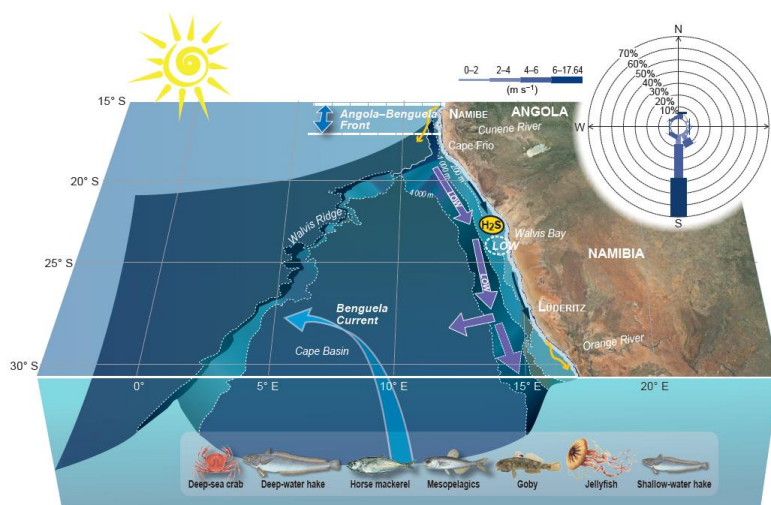 N
70%
60%
50%
40%
30%
20%
10%
W
S
0–2
2–4
4–6
6–17.64
(m s⁻¹)
15° S
20° S
25° S
30° S
Angola–Benguela
Front
NAMIBE
ANGOLA
Cunene River
Cape Frio
200 m
1 000 m
4 000 m
LOW
Walvis Ridge
H₂S
LOW
Walvis Bay
NAMIBIA
LOW
LÜDERITZ
Benguela
Current
Cape Basin
Orange River
0°
5° E
10° E
15° E
20° E
Deep-sea crab
Deep-water hake
Horse mackerel
Mesopelagics
Goby
Jellyfish
Shallow-water hake